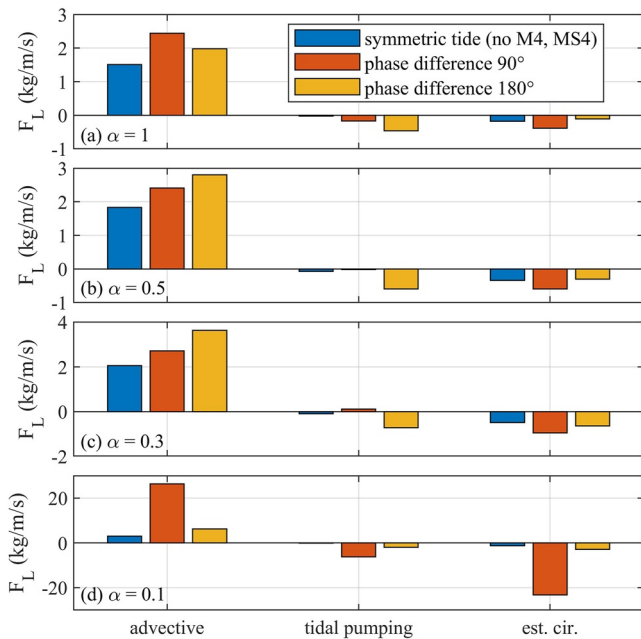 3
symmetric tide (no M4, MS4)
2
phase difference 90°
1
phase difference 180°
0
-1
F_L (kg/m/s)
(a) α = 1
3
2
1
0
-1
F_L (kg/m/s)
(b) α = 0.5
4
2
0
-2
F_L (kg/m/s)
(c) α = 0.3
20
0
-20
F_L (kg/m/s)
(d) α = 0.1
advective tidal pumping est. cir.